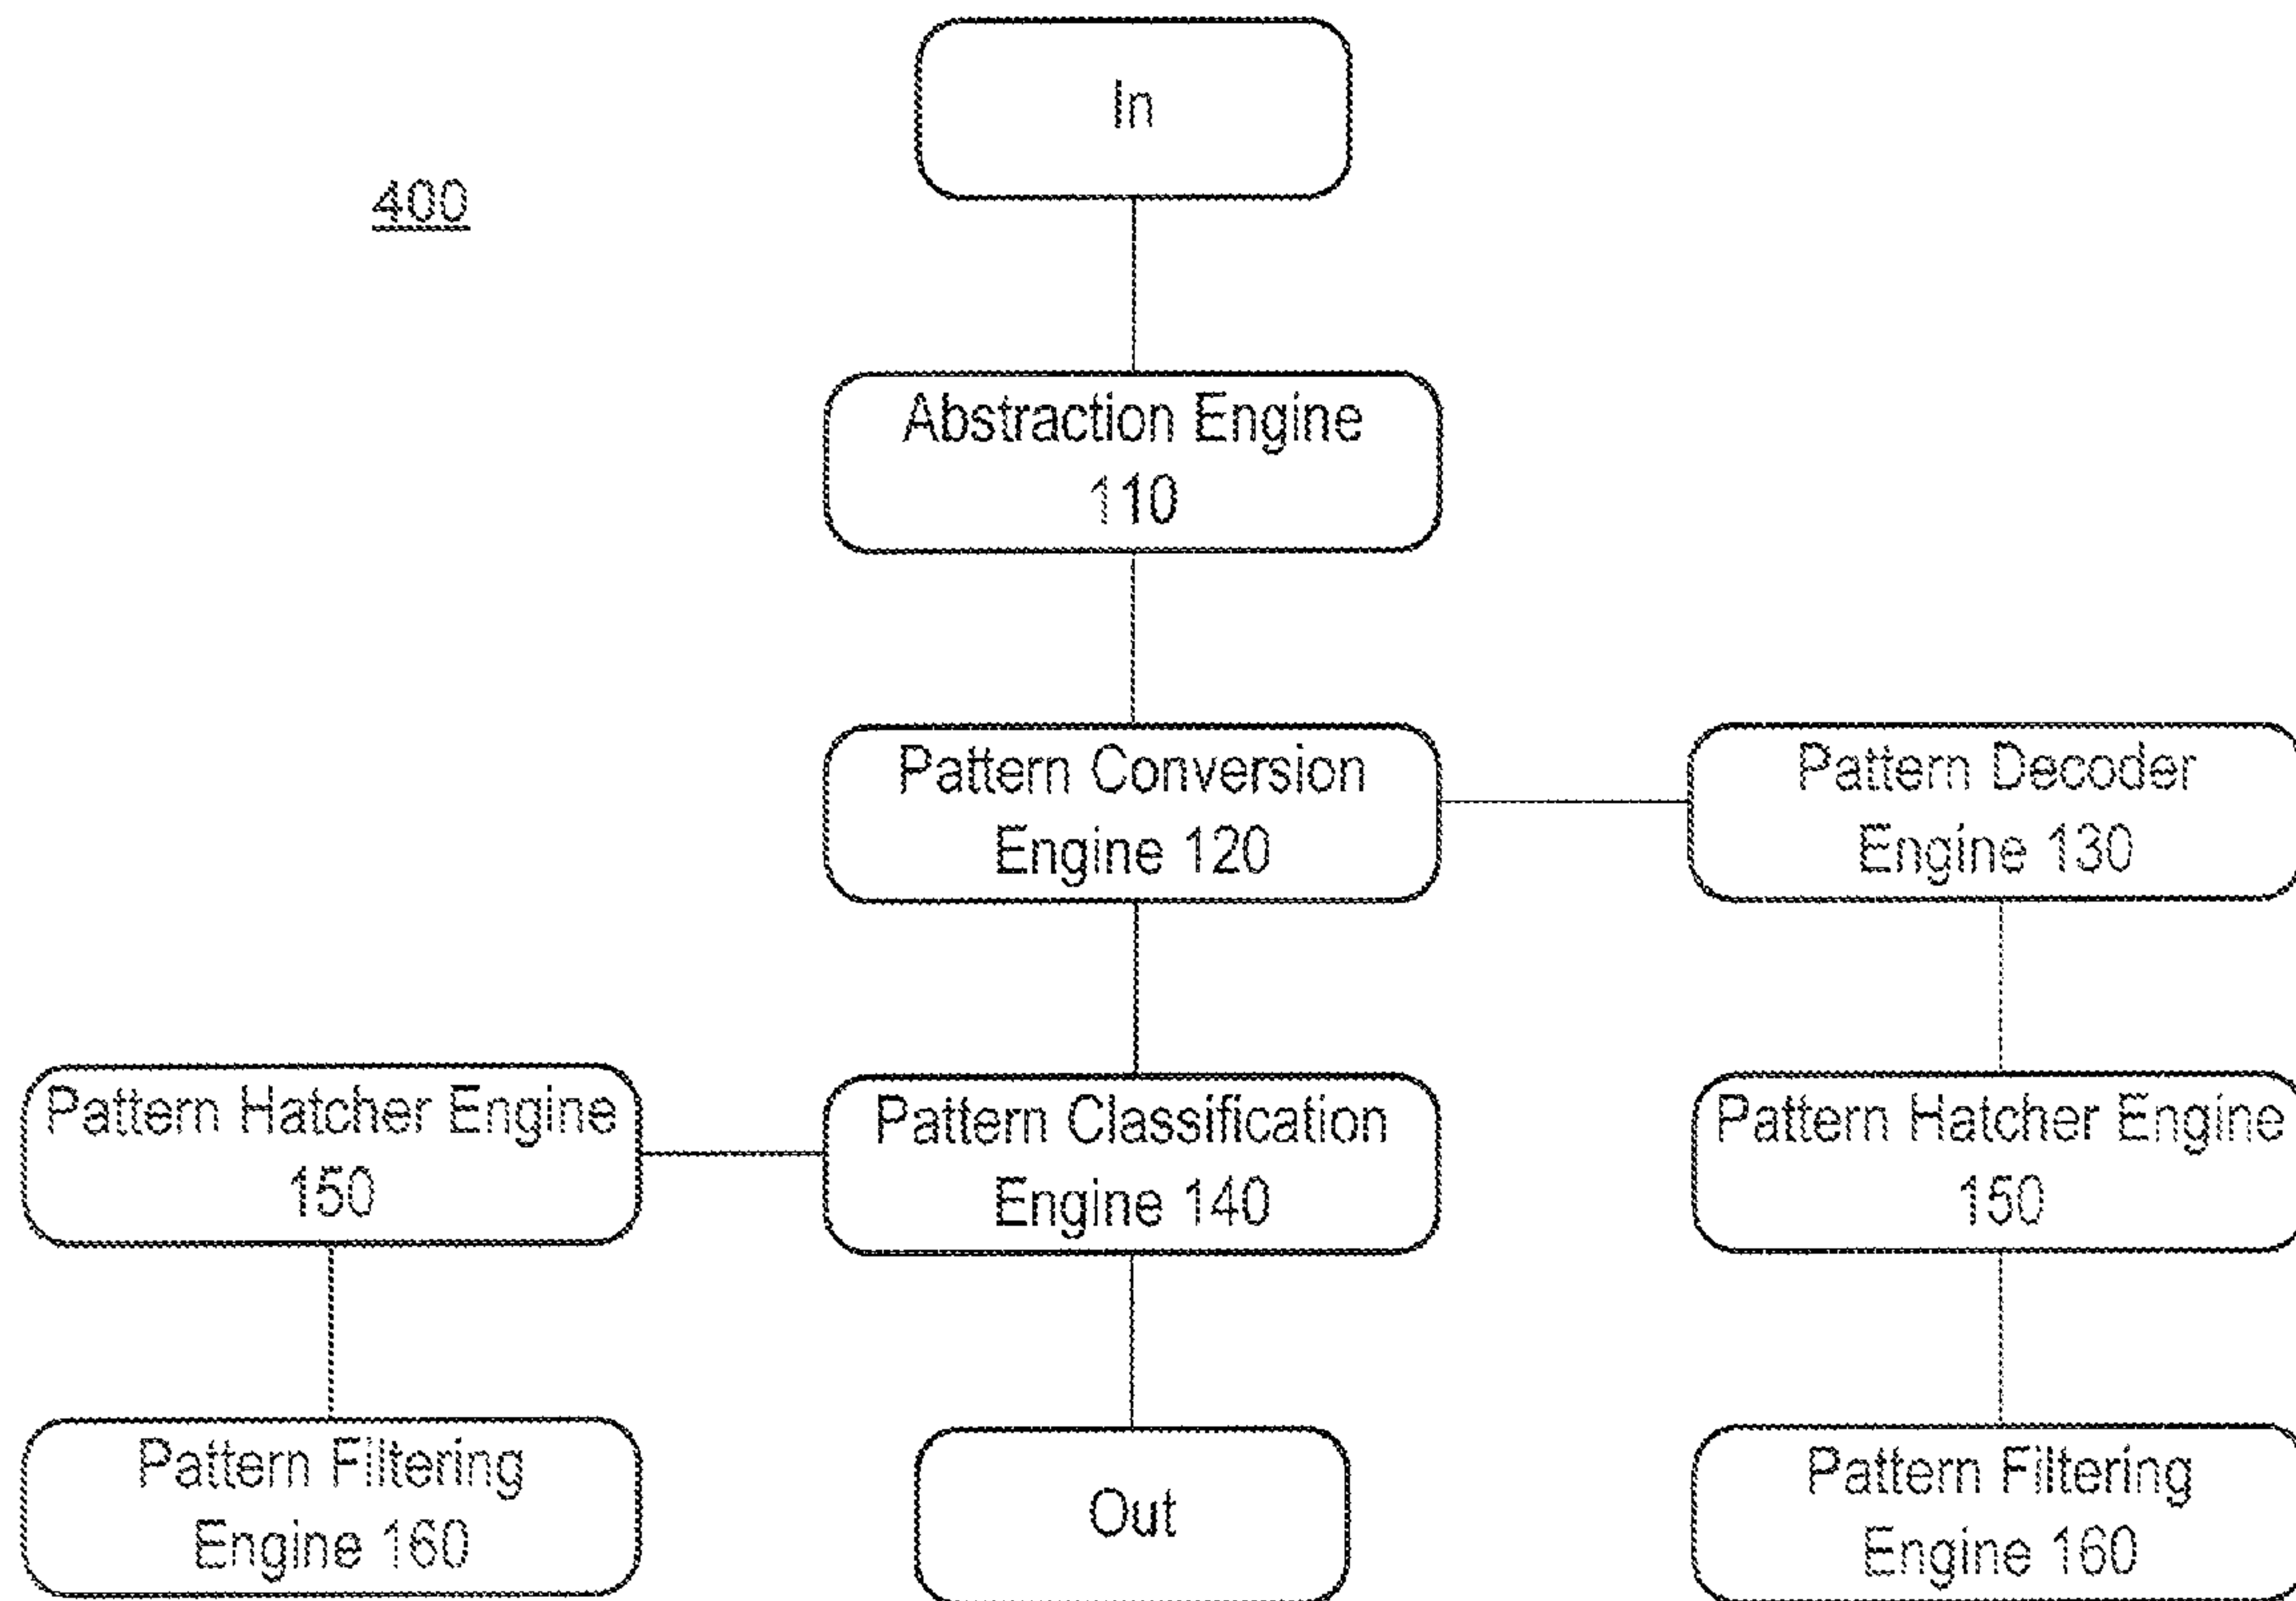 In
400
Abstraction Engine
110
Pattern Conversion
Engine 120
Pattern Decoder
Engine 130
Pattern Hatcher Engine
150
Pattern Classification
Engine 140
Pattern Hatcher Engine
150
Pattern Filtering
Engine 160
Out
Pattern Filtering
Engine 160